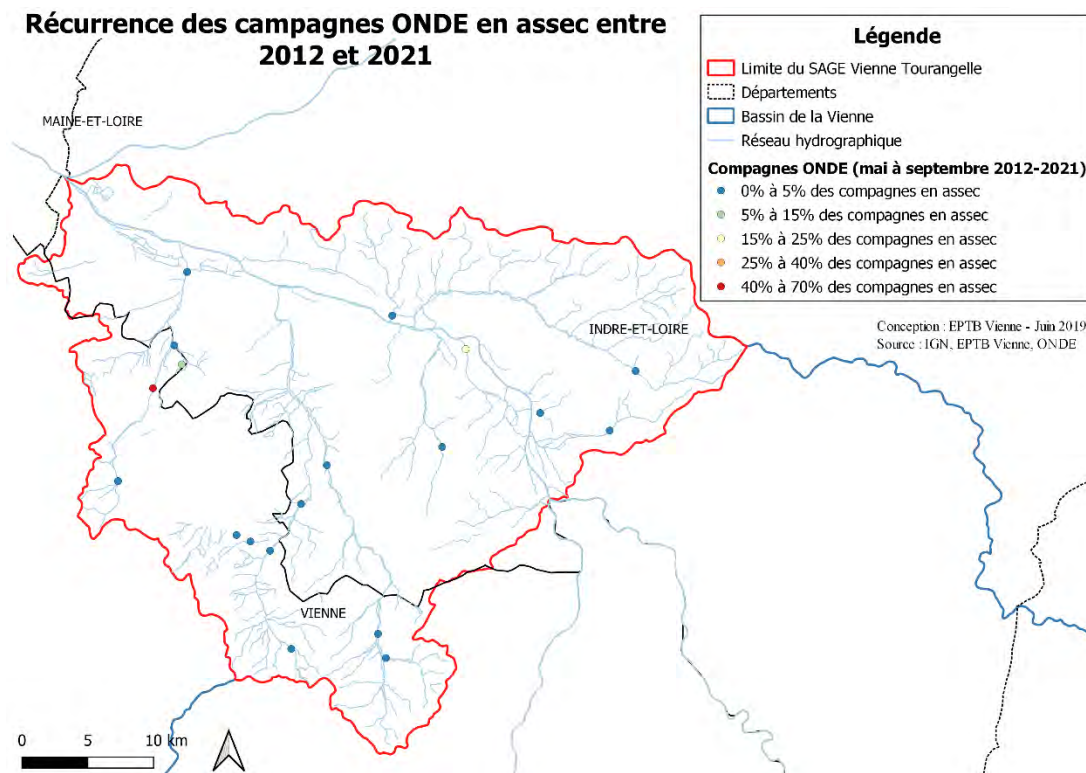 Récurrence des campagnes ONDE en assec entre
2012 et 2021
Légende
Limite du SAGE Vienne Tourangelle
Départements
Bassin de la Vienne
Réseau hydrographique
Compagnes ONDE (mai à septembre 2012-2021)
0% à 5% des compagnes en assec
5% à 15% des compagnes en assec
15% à 25% des compagnes en assec
25% à 40% des compagnes en assec
40% à 70% des compagnes en assec
Conception : EPTB Vienne - Juin 2019
Source : IGN, EPTB Vienne, ONDE
MAINE-ET-LOIRE
INDRE-ET-LOIRE
VIENNE
0 5 10 km